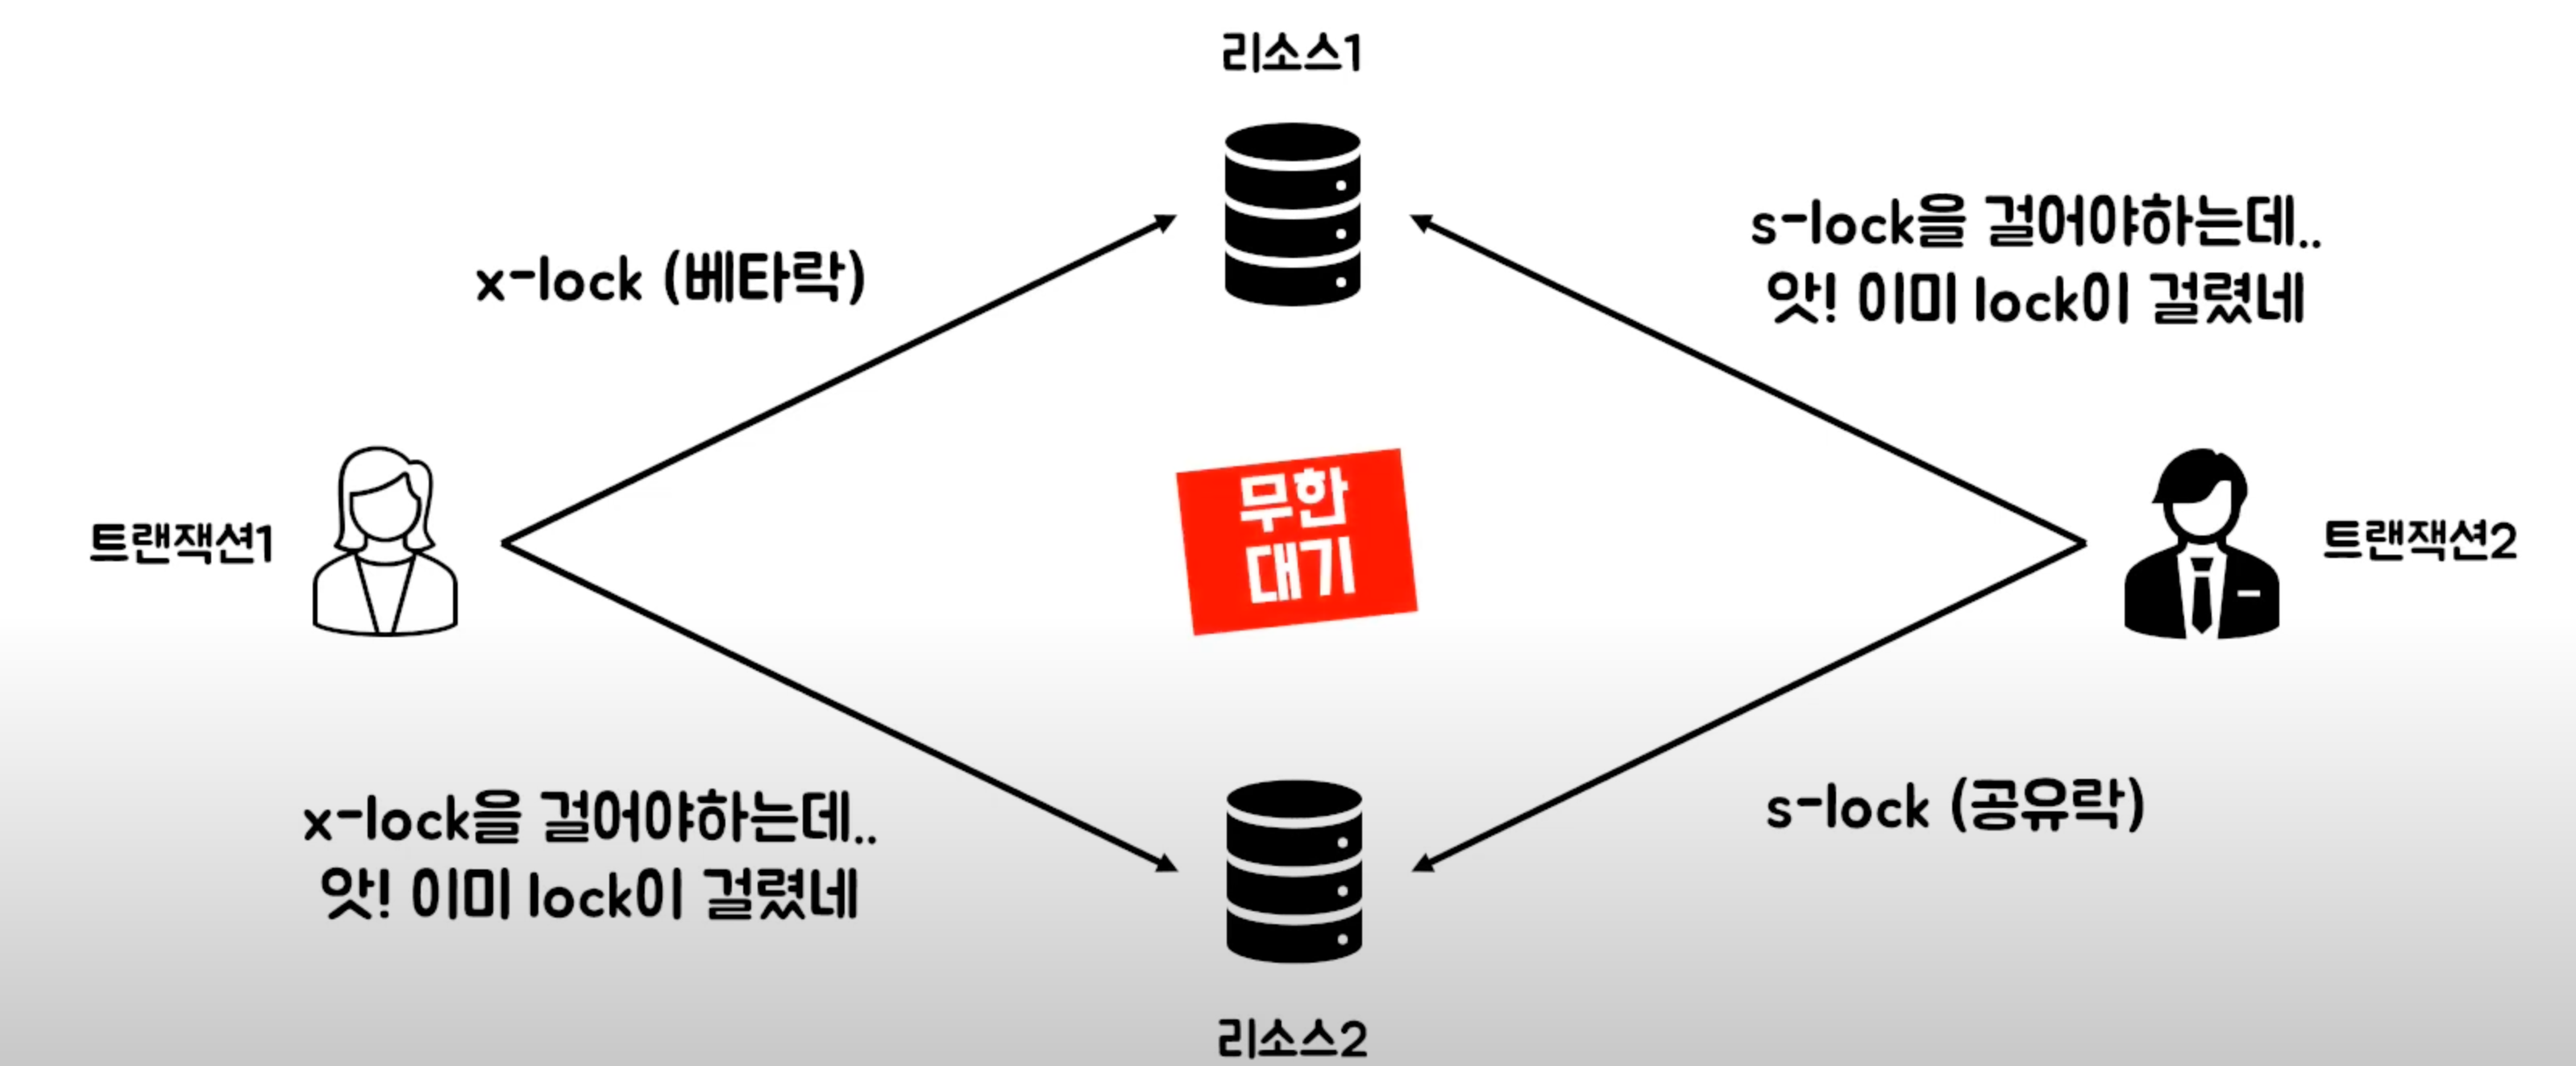 리소스1
x-lock (베타락)
s-lock을 걸어야하는데..
앗! 이미 lock이 걸렸네
트랜잭션1
무한
대기
트랜잭션2
x-lock을 걸어야하는데..
앗! 이미 lock이 걸렸네
s-lock (공유락)
리소스2